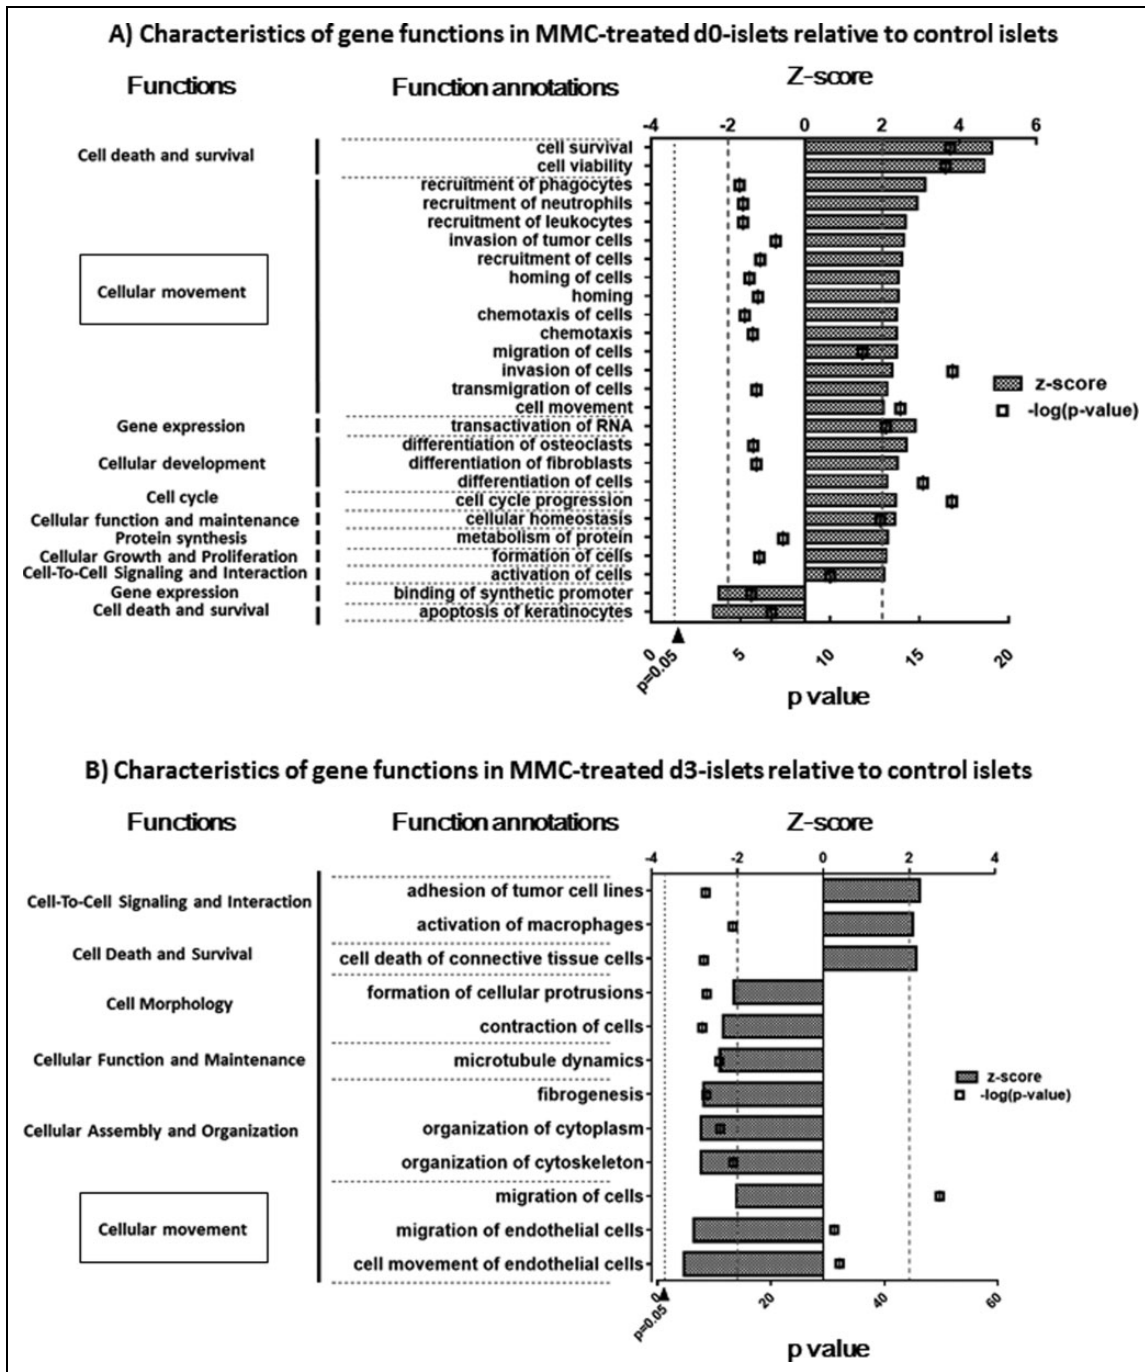 A) Characteristics of gene functions in MMC-treated d0-islets relative to control islets
Functions
Function annotations
Z-score
-4 -2 0 2 4 6
Cell death and survival
cell survival
cell viability
Cellular movement
recruitment of phagocytes
recruitment of neutrophils
recruitment of leukocytes
invasion of tumor cells
recruitment of cells
homing of cells
homing
chemotaxis of cells
chemotaxis
migration of cells
invasion of cells
transmigration of cells
cell movement
Gene expression
transactivation of RNA
Cellular development
differentiation of osteoclasts
differentiation of fibroblasts
differentiation of cells
Cell cycle
cell cycle progression
Cellular function and maintenance
cellular homeostasis
Protein synthesis
metabolism of protein
Cellular Growth and Proliferation
formation of cells
Cell-To-Cell Signaling and Interaction
activation of cells
Gene expression
binding of synthetic promoter
Cell death and survival
apoptosis of keratinocytes
z-score
-log(p-value)
0 p=0.05 5 10 15 20
p value
B) Characteristics of gene functions in MMC-treated d3-islets relative to control islets
Functions
Function annotations
Z-score
-4 -2 0 2 4
Cell-To-Cell Signaling and Interaction
adhesion of tumor cell lines
activation of macrophages
Cell Death and Survival
cell death of connective tissue cells
Cell Morphology
formation of cellular protrusions
contraction of cells
Cellular Function and Maintenance
microtubule dynamics
Cellular Assembly and Organization
fibrogenesis
organization of cytoplasm
organization of cytoskeleton
Cellular movement
migration of cells
migration of endothelial cells
cell movement of endothelial cells
z-score
-log(p-value)
0 p=0.05 20 40 60
p value